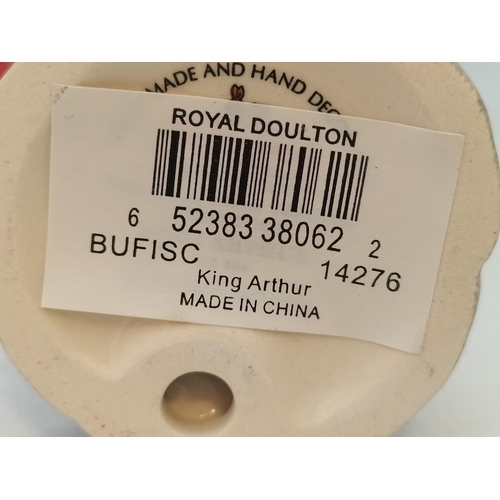 MADE AND HAND DEC
ROYAL DOULTON
6 52383 38062 2
BUFISC 14276
King Arthur
MADE IN CHINA